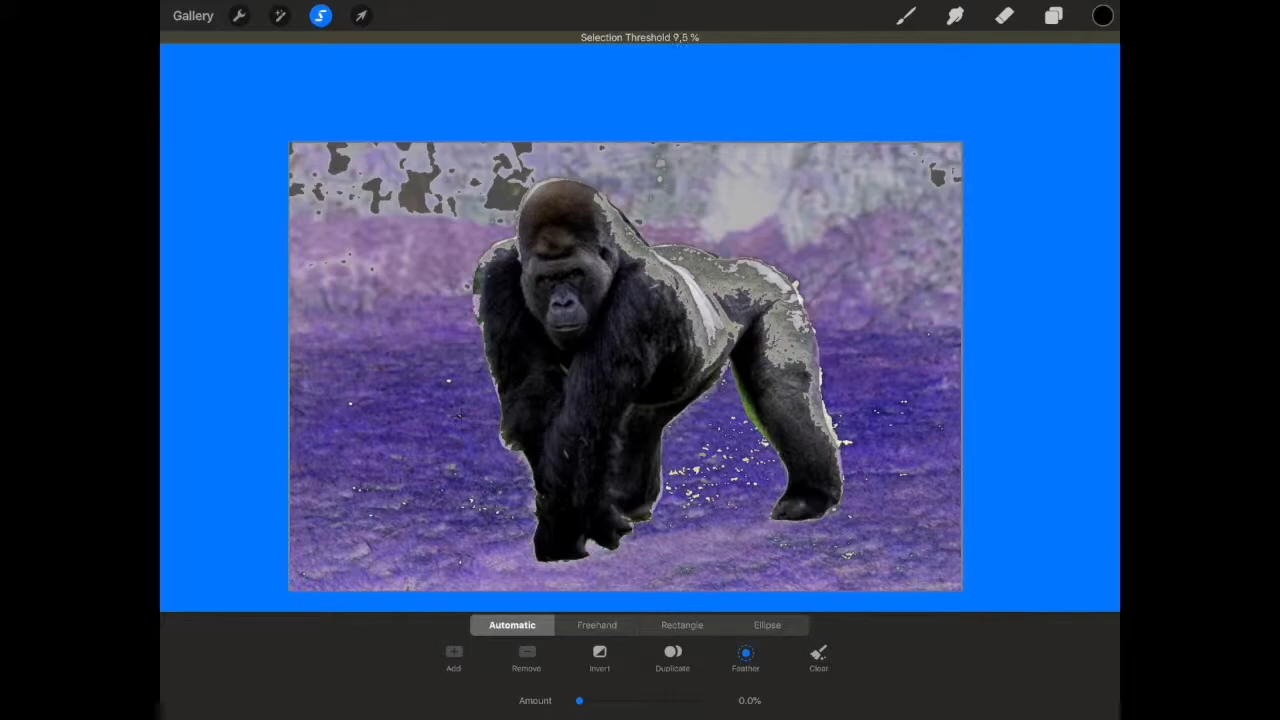 Gallery
Selection Threshold 9,5 %
Automatic Freehand Rectangle Ellipse
Add Remove Invert Duplicate Feather Clear
Amount 0.0%